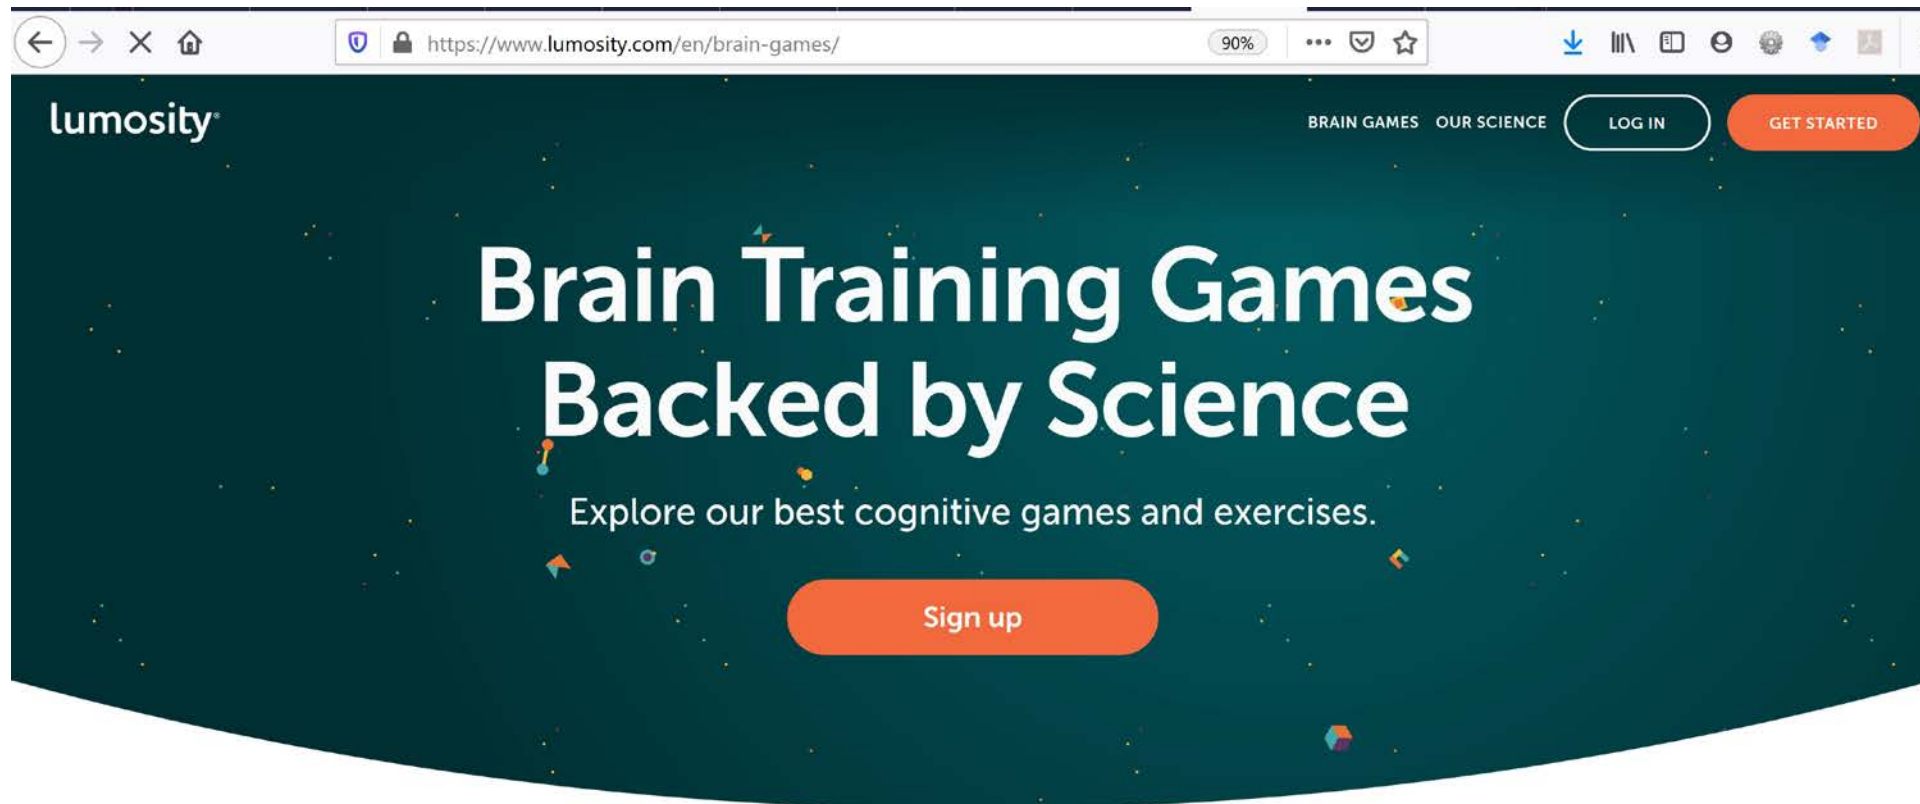 https://www.lumosity.com/en/brain-games/ 90%
lumosity
BRAIN GAMES OUR SCIENCE LOG IN GET STARTED
Brain Training Games
Backed by Science
Explore our best cognitive games and exercises.
Sign up